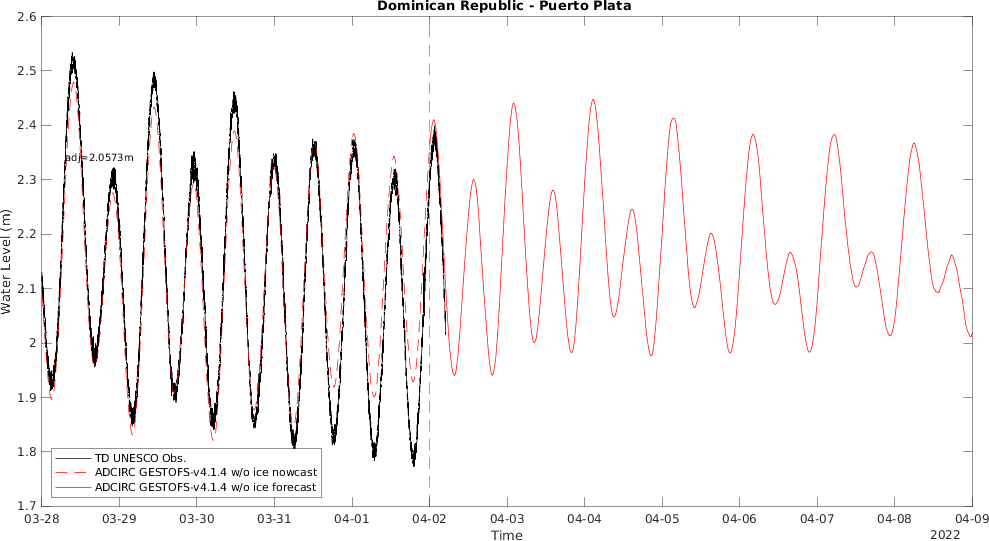 Dominican Republic - Puerto Plata
2.6
2.5
2.4
2.3
2.2
2.1
2
1.9
1.8
1.7
Water Level (m)
adj=2.0573m
TD UNESCO Obs.
ADCIRC GESTOFS-v4.1.4 w/o ice nowcast
ADCIRC GESTOFS-v4.1.4 w/o ice forecast
03-28 03-29 03-30 03-31 04-01 04-02 04-03 04-04 04-05 04-06 04-07 04-08 04-09
Time
2022